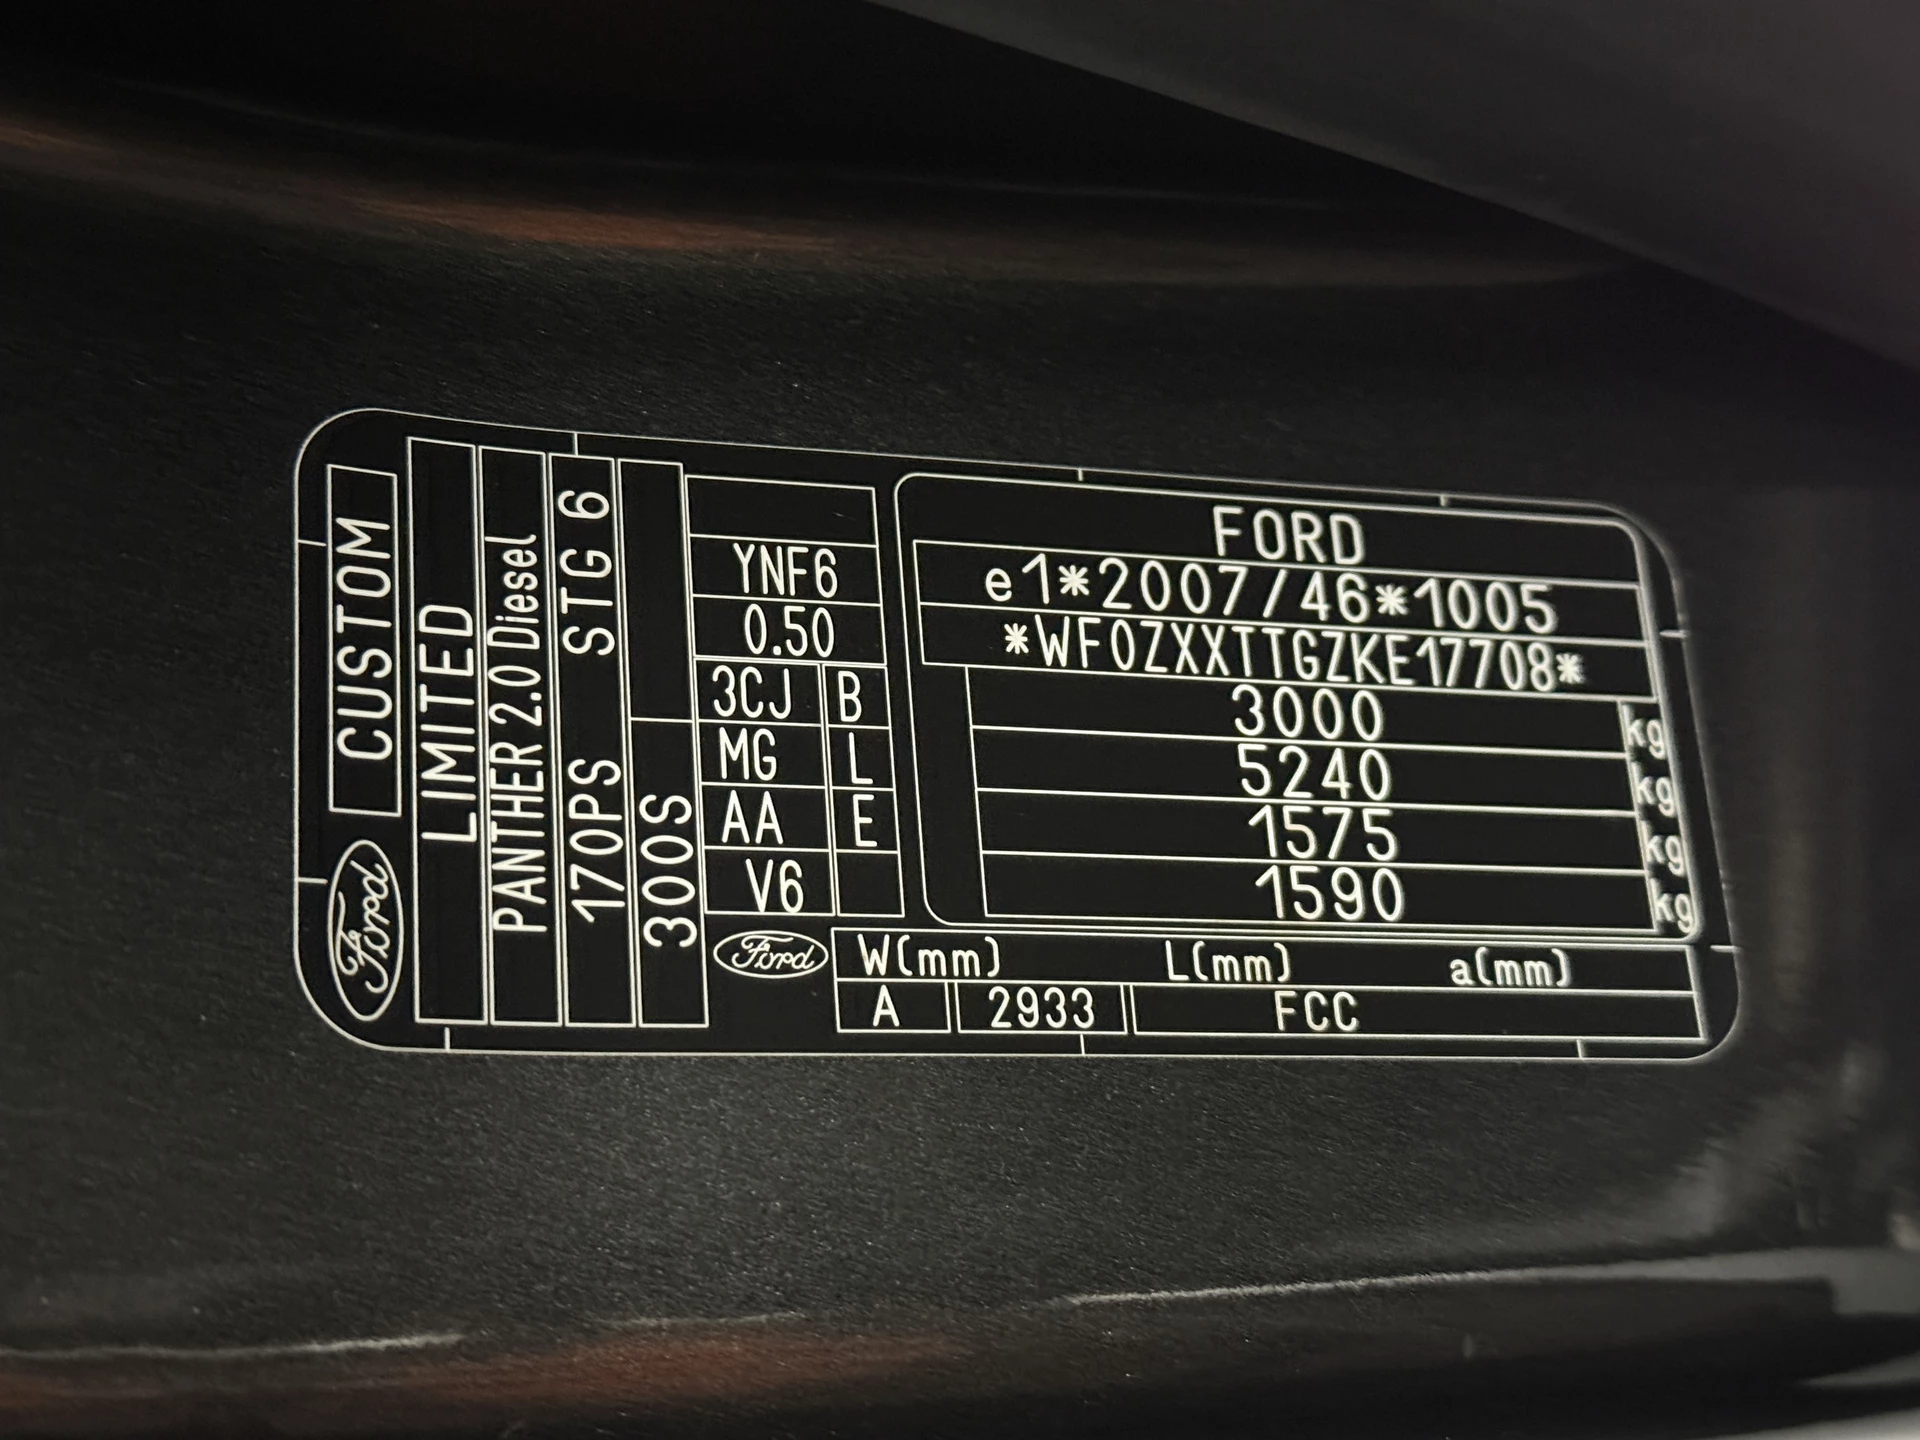 Ford CUSTOM
LIMITED
PANTHER 2.0 Diesel
170PS STG 6
300S
YNF6
0.50
3CJ B
MG L
AA E
V6
FORD
e1*2007/46*1005
*WF0ZXXTTGZKE17708*
3000 kg
5240 kg
1575 kg
1590 kg
Ford W(mm) L(mm) a(mm)
A 2933 FCC